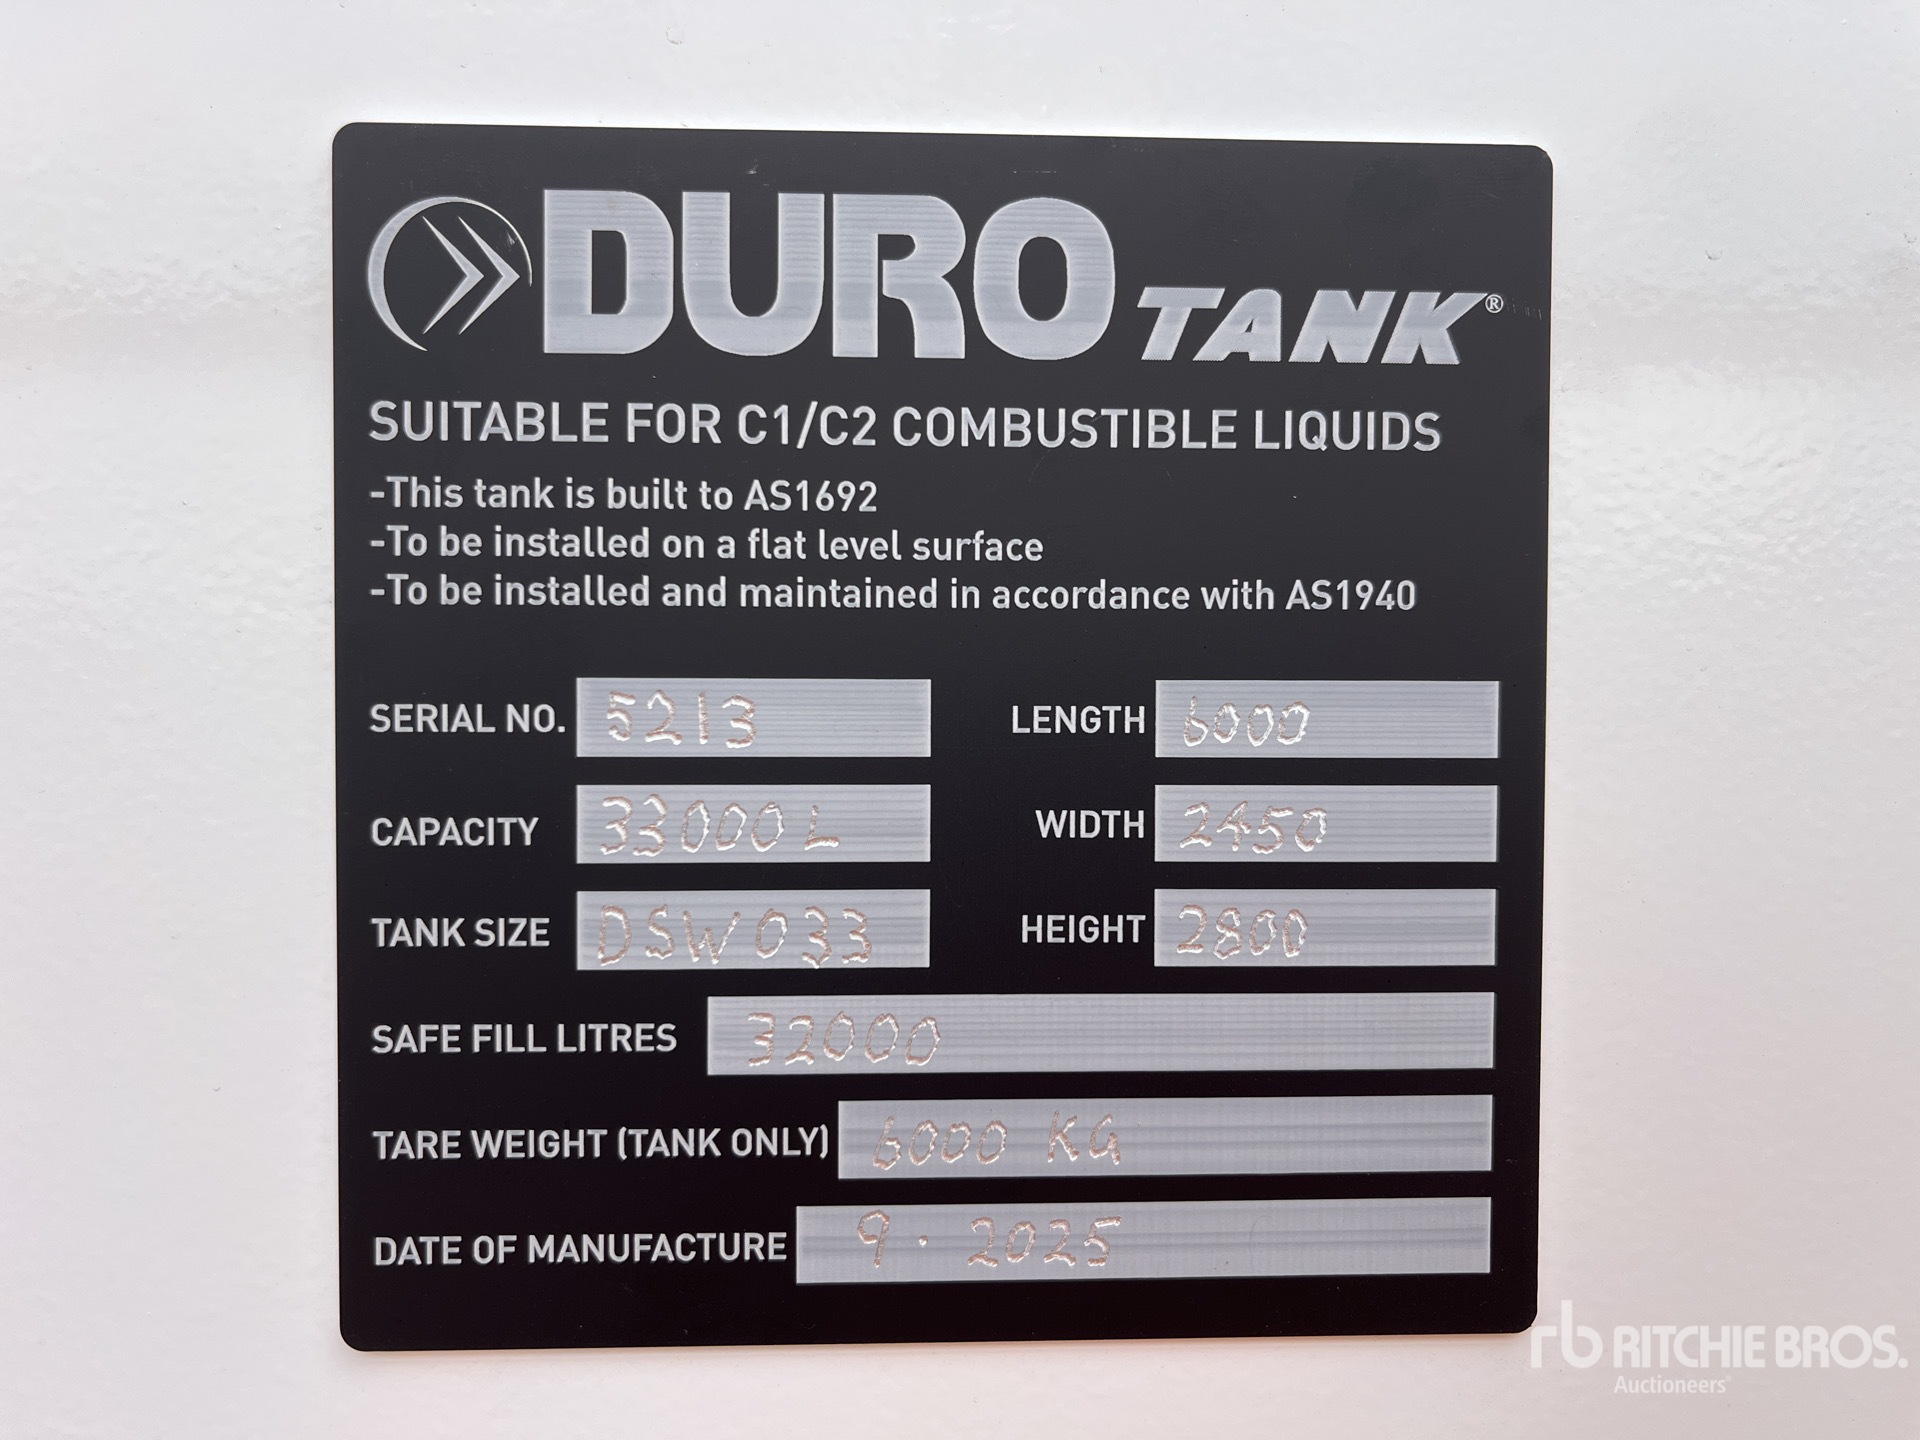 DURO TANK®
SUITABLE FOR C1/C2 COMBUSTIBLE LIQUIDS
-This tank is built to AS1692
-To be installed on a flat level surface
-To be installed and maintained in accordance with AS1940
SERIAL NO. 5213 LENGTH 6000
CAPACITY 33000L WIDTH 2450
TANK SIZE DSW033 HEIGHT 2800
SAFE FILL LITRES 32000
TARE WEIGHT (TANK ONLY) 6000 KG
DATE OF MANUFACTURE 9 . 2025
rb RITCHIE BROS.
Auctioneers